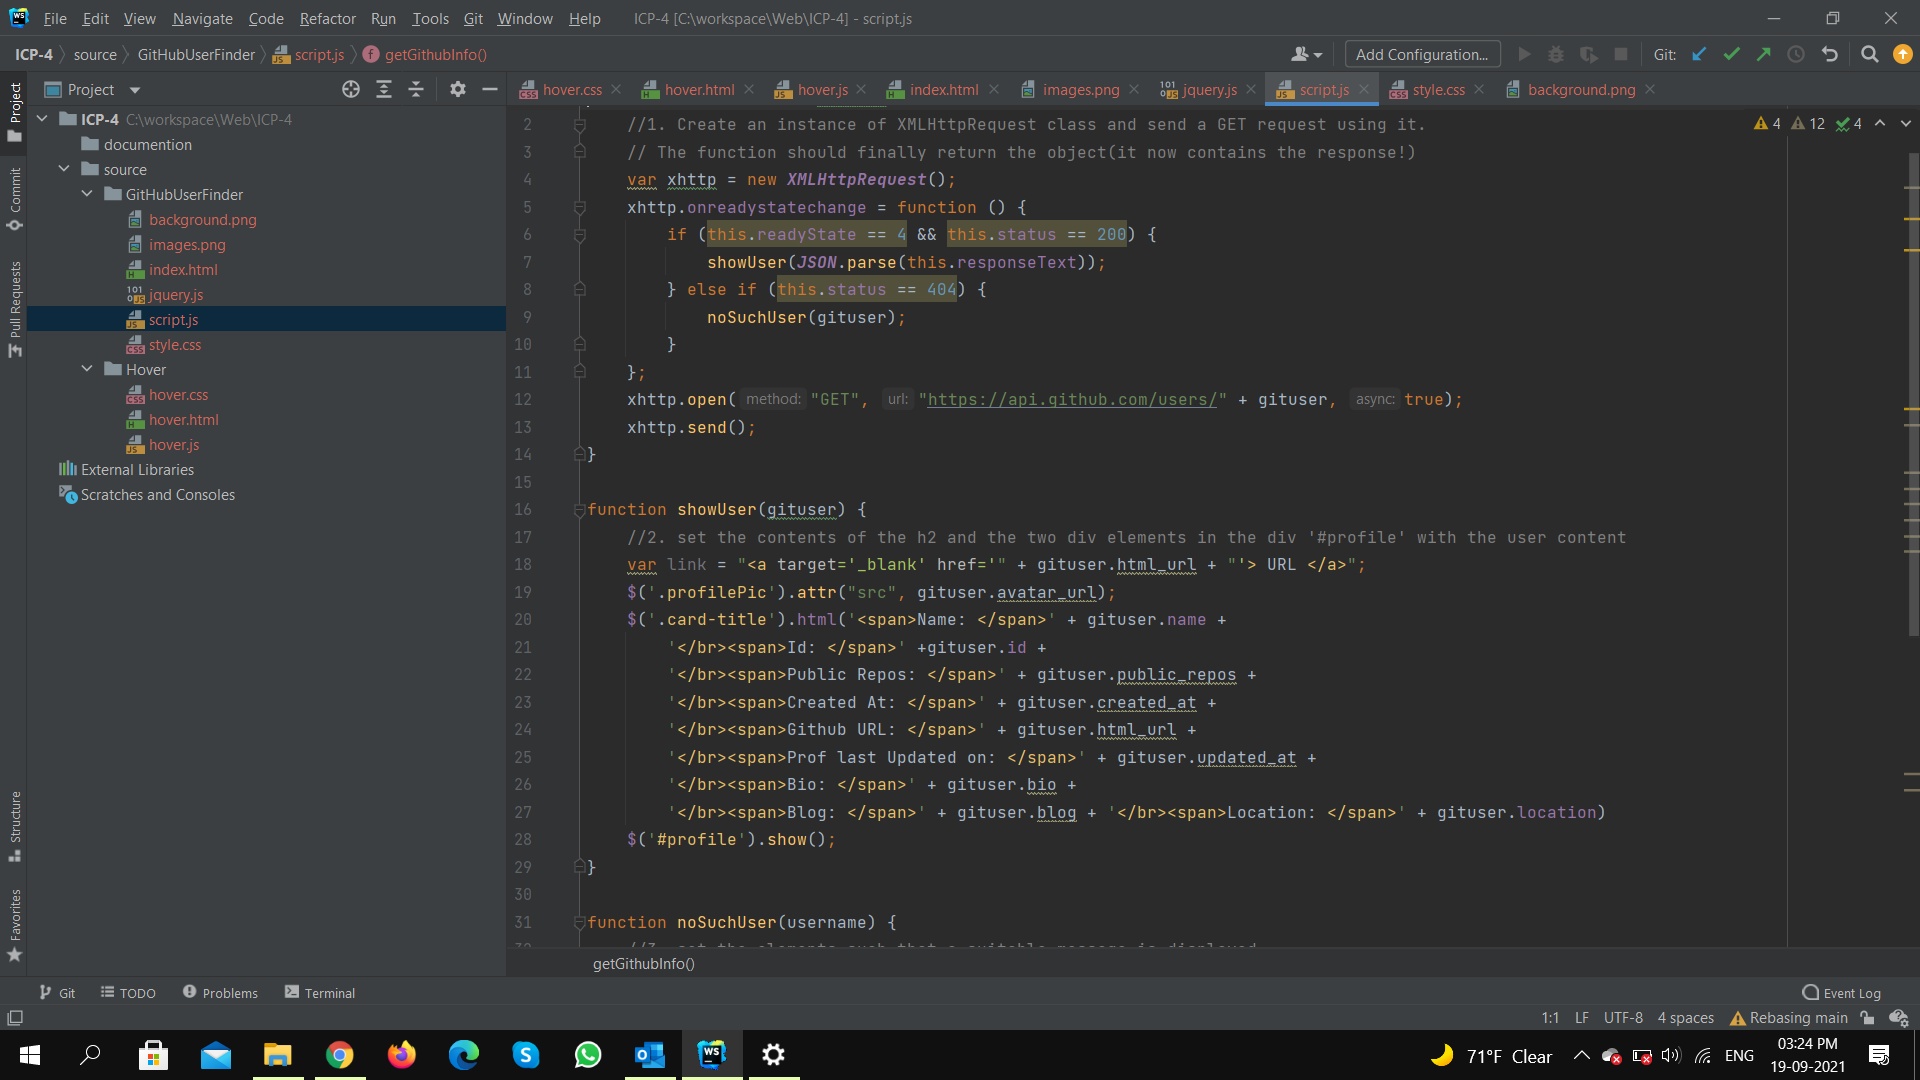 File Edit View Navigate Code Refactor Run Tools Git Window Help ICP-4 [C:\workspace\Web\ICP-4] - script.js
ICP-4 source GitHubUserFinder script.js getGithubInfo() Add Configuration... Git:
Project
hover.css hover.html hover.js index.html images.png jquery.js script.js style.css background.png
ICP-4 C:\workspace\Web\ICP-4
documention
source
GitHubUserFinder
background.png
images.png
index.html
jquery.js
script.js
style.css
Hover
hover.css
hover.html
hover.js
External Libraries
Scratches and Consoles
Project
Commit
Pull Requests
Structure
Favorites
4 12 4
2 //1. Create an instance of XMLHttpRequest class and send a GET request using it.
3 // The function should finally return the object(it now contains the response!)
4 var xhttp = new XMLHttpRequest();
5 xhttp.onreadystatechange = function () {
6 if (this.readyState == 4 && this.status == 200) {
7 showUser(JSON.parse(this.responseText));
8 } else if (this.status == 404) {
9 noSuchUser(gituser);
10 }
11 };
12 xhttp.open( method: "GET", url: "https://api.github.com/users/" + gituser, async: true);
13 xhttp.send();
14 }
15
16 function showUser(gituser) {
17 //2. set the contents of the h2 and the two div elements in the div '#profile' with the user content
18 var link = "<a target='_blank' href='" + gituser.html_url + "'> URL </a>";
19 $('.profilePic').attr("src", gituser.avatar_url);
20 $('.card-title').html('<span>Name: </span>' + gituser.name +
21 '</br><span>Id: </span>' +gituser.id +
22 '</br><span>Public Repos: </span>' + gituser.public_repos +
23 '</br><span>Created At: </span>' + gituser.created_at +
24 '</br><span>Github URL: </span>' + gituser.html_url +
25 '</br><span>Prof last Updated on: </span>' + gituser.updated_at +
26 '</br><span>Bio: </span>' + gituser.bio +
27 '</br><span>Blog: </span>' + gituser.blog + '</br><span>Location: </span>' + gituser.location)
28 $('#profile').show();
29 }
30
31 function noSuchUser(username) {
32 //3. set the elements such that a suitable message is displayed
getGithubInfo()
Git TODO Problems Terminal Event Log
1:1 LF UTF-8 4 spaces Rebasing main
71°F Clear ENG 03:24 PM
19-09-2021